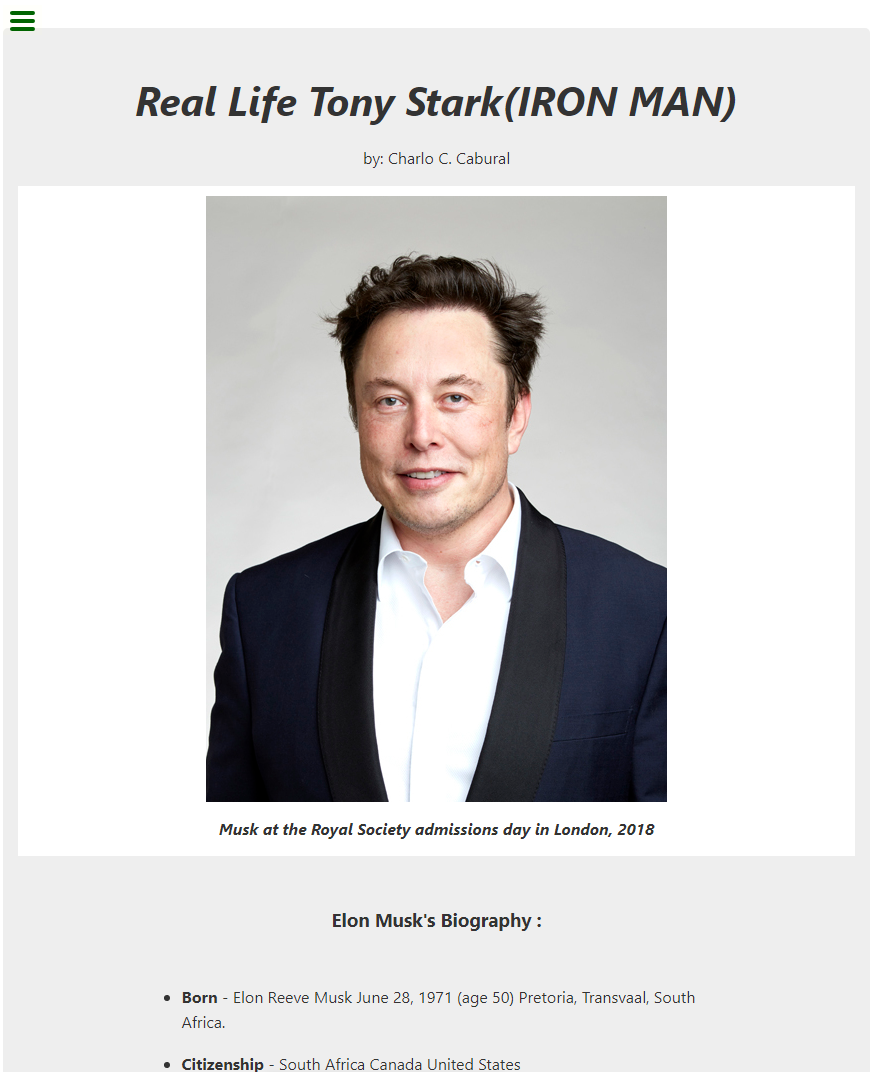 Real Life Tony Stark(IRON MAN)
by: Charlo C. Cabural
Musk at the Royal Society admissions day in London, 2018
Elon Musk's Biography :
Born - Elon Reeve Musk June 28, 1971 (age 50) Pretoria, Transvaal, South
Africa.
Citizenship - South Africa Canada United States